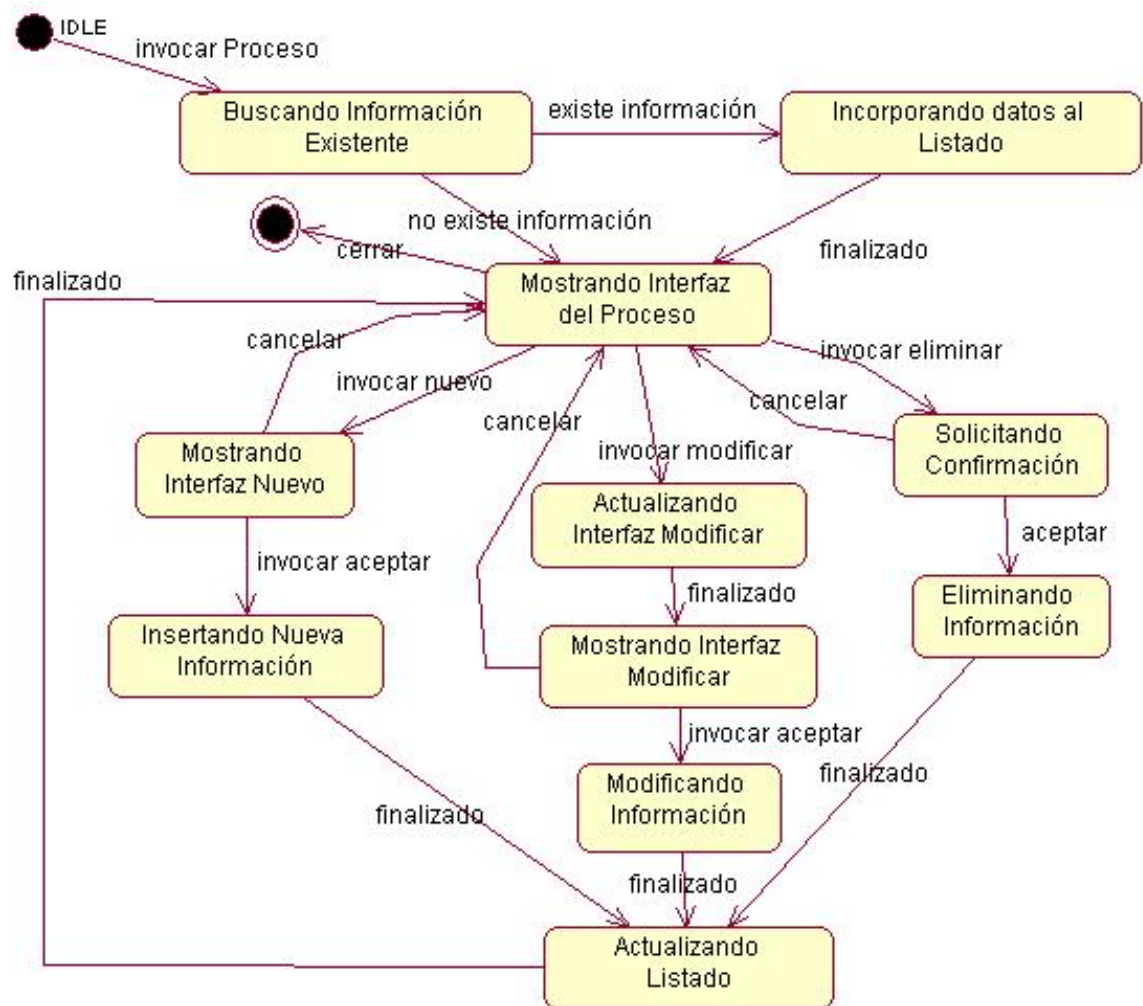 IDLE
invocar Proceso
Buscando Información
Existente
existe información
Incorporando datos al
Listado
no existe información
cerrar
finalizado
finalizado
Mostrando Interfaz
del Proceso
cancelar
invocar nuevo
invocar eliminar
cancelar
cancelar
Mostrando
Interfaz Nuevo
invocar modificar
Solicitando
Confirmación
Actualizando
Interfaz Modificar
invocar aceptar
aceptar
finalizado
Eliminando
Información
Insertando Nueva
Información
Mostrando Interfaz
Modificar
invocar aceptar
Modificando
Información
finalizado
finalizado
finalizado
Actualizando
Listado